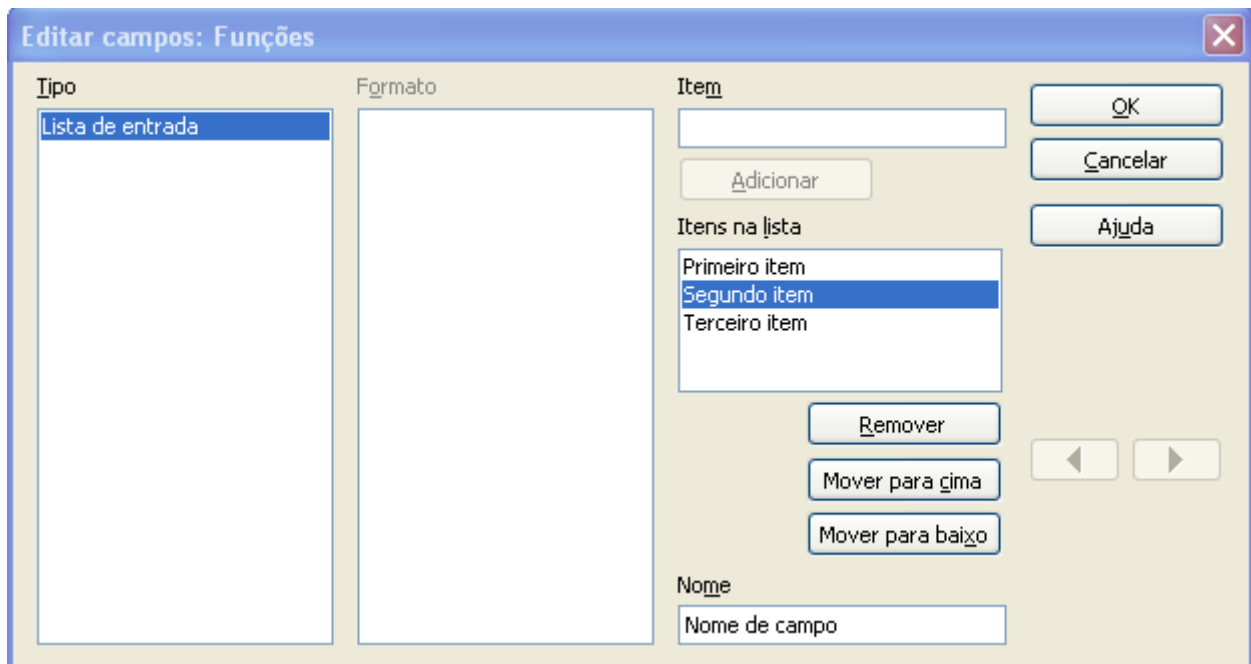 Editar campos: Funções
Tipo
Lista de entrada
Formato
Item
Adicionar
Itens na lista
Primeiro item
Segundo item
Terceiro item
Remover
Mover para cima
Mover para baixo
Nome
Nome de campo
OK
Cancelar
Ajuda